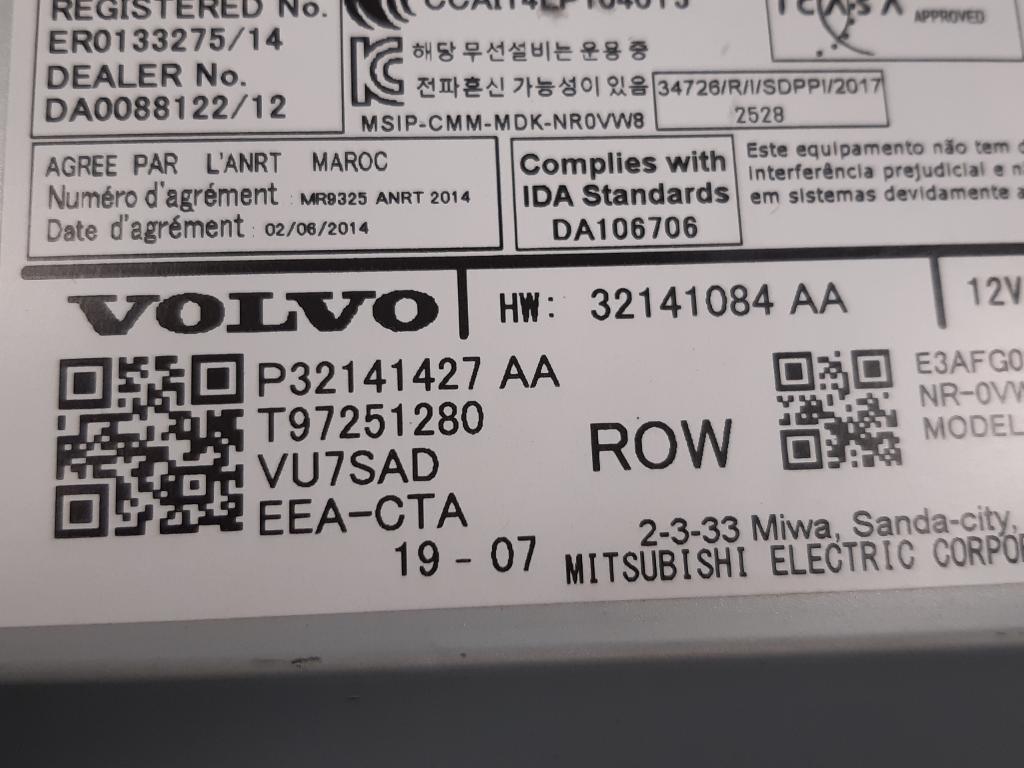 REGISTERED No.
ER0133275/14
DEALER No.
DA0088122/12
해당 무선설비는 운용 중
전파혼신 가능성이 있음
MSIP-CMM-MDK-NR0VW8
34726/R/I/SDPPI/2017
2528
APPROVED
AGREE PAR L'ANRT MAROC
Numéro d'agrément : MR9325 ANRT 2014
Date d'agrément : 02/06/2014
Complies with
IDA Standards
DA106706
Este equipamento não tem
Interferência prejudicial e
em sistemas devidamente
VOLVO
HW: 32141084 AA
12V
P32141427 AA
T97251280
VU7SAD
EEA-CTA
19 - 07
ROW
E3AFG0
NR-0VW
MODEL
2-3-33 Miwa, Sanda-city,
MITSUBISHI ELECTRIC CORPO